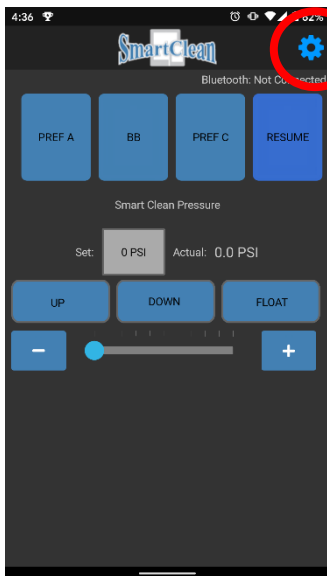 4:36 62%
SmartClean
Bluetooth: Not Connected
PREF A BB PREF C RESUME
Smart Clean Pressure
Set: 0 PSI Actual: 0.0 PSI
UP DOWN FLOAT
− +